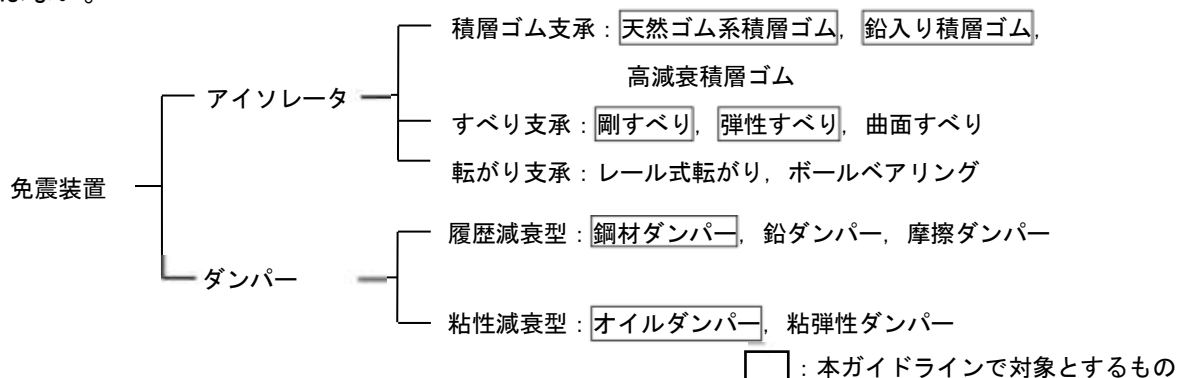 はない。
積層ゴム支承：天然ゴム系積層ゴム，鉛入り積層ゴム，
高減衰積層ゴム
アイソレータ
すべり支承：剛すべり，弾性すべり，曲面すべり
転がり支承：レール式転がり，ボールベアリング
免震装置
履歴減衰型：鋼材ダンパー，鉛ダンパー，摩擦ダンパー
ダンパー
粘性減衰型：オイルダンパー，粘弾性ダンパー
：本ガイドラインで対象とするもの